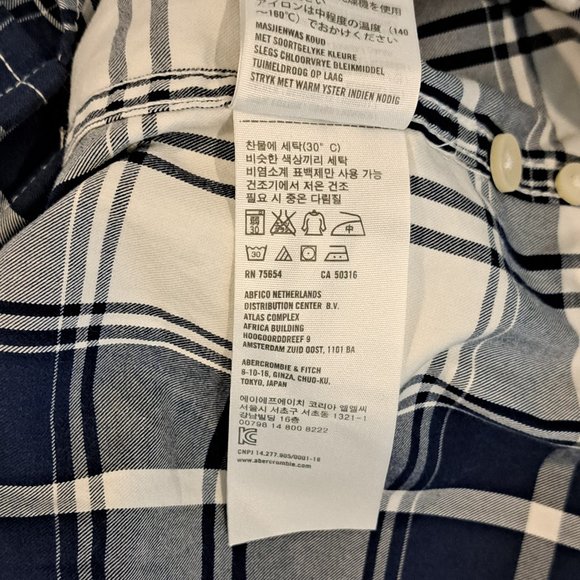 アイロンは中程度の温度 (140
~160℃) でおかけください
MASJIENWAS KOUD
MET SOORTGELYKE KLEURE
SLEGS CHLOORVRYE DLEIKMIDDEL
TUIMELDROOG OP LAAG
STRYK MET WARM YSTER INDIEN NODIG
찬물에 세탁(30° C)
비슷한 색상끼리 세탁
비염소계 표백제만 사용 가능
건조기에서 저온 건조
필요 시 중온 다림질
30
中
30
RN 75654 CA 50316
ABFICO NETHERLANDS
DISTRIBUTION CENTER B.V.
ATLAS COMPLEX
AFRICA BUILDING
HOOGOORDDREEF 9
AMSTERDAM ZUID OOST, 1101 BA
ABERCROMBIE & FITCH
8-10-16, GINZA, CHUO-KU,
TOKYO, JAPAN
에이에프에이치 코리아 엘엘씨
서울시 서초구 서초동 1321-1
강남빌딩 16층
00798 14 800 8222
CNPJ 14.277.905/0001-16
www.abercrombie.com